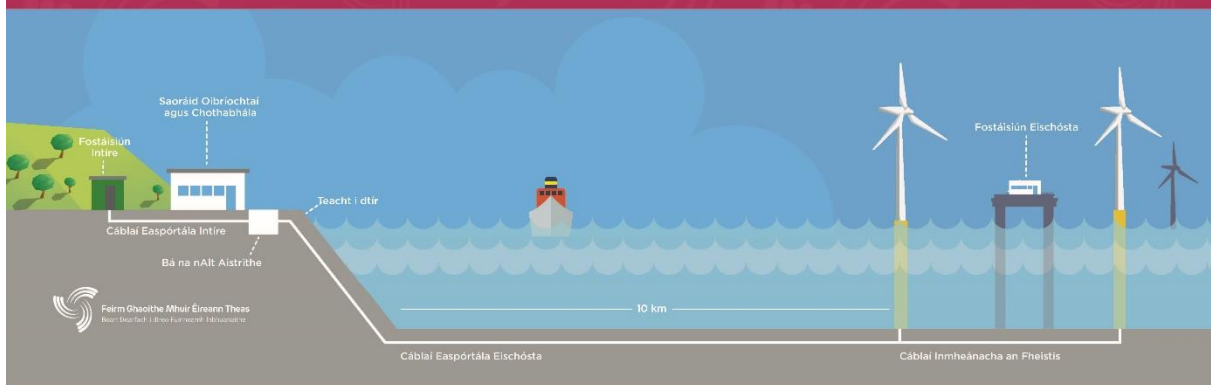 Saoráid Oibríochtaí
agus Chothabhála
Fostáisiún
Intíre
Fostáisiún Eischósta
Teacht i dtír
Cáblaí Easpórtála Intíre
Bá na nAlt Aistrithe
Feirm Ghaoithe Mhuir Éireann Theas
10 km
Cáblaí Easpórtála Eischósta
Cáblaí Inmheánacha an Fheistis